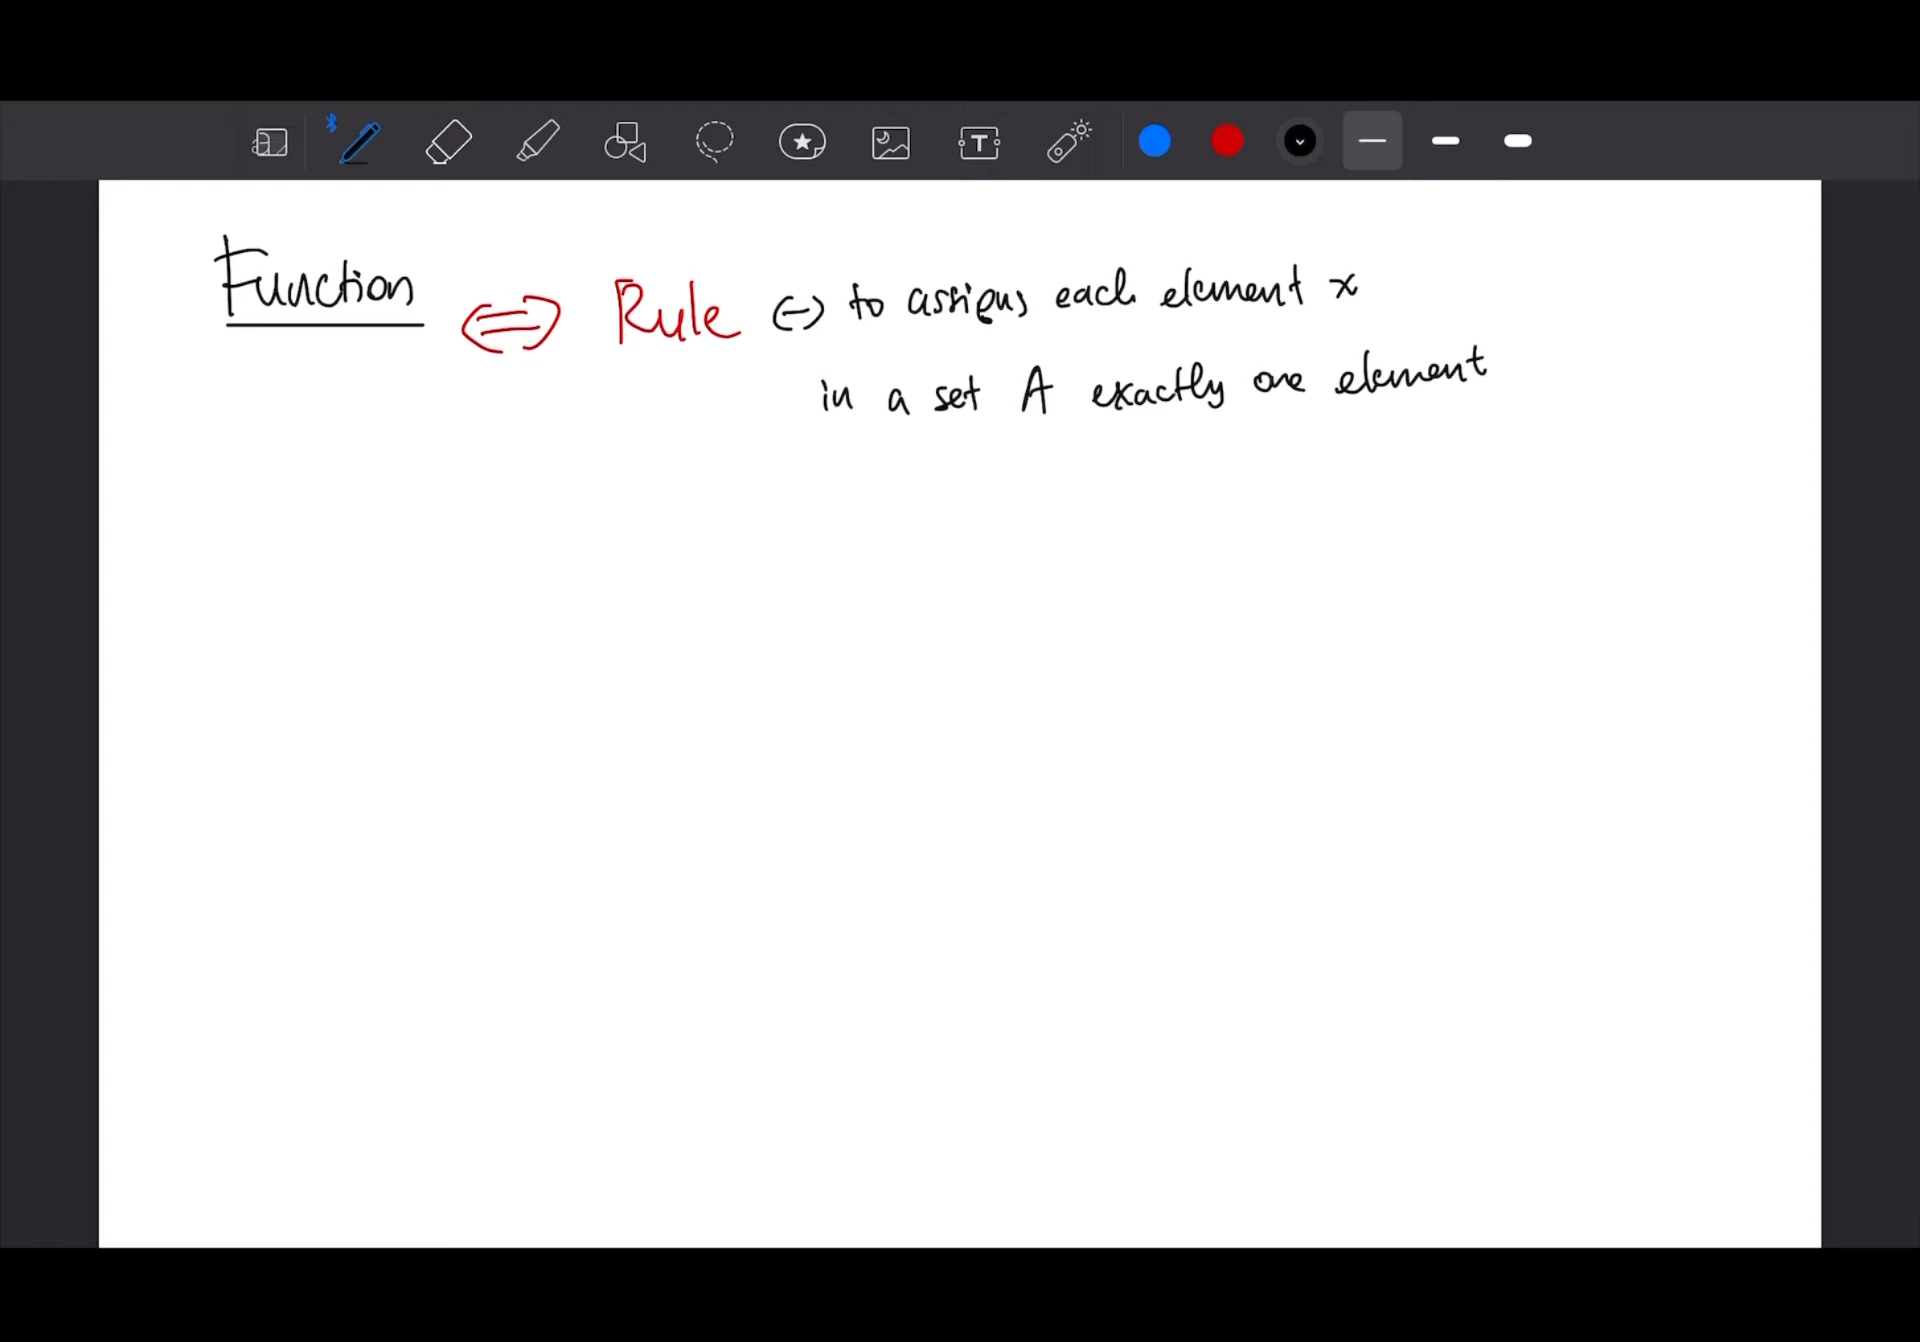 Function ⇔ Rule ↔ to assigns each element x
in a set A exactly one element